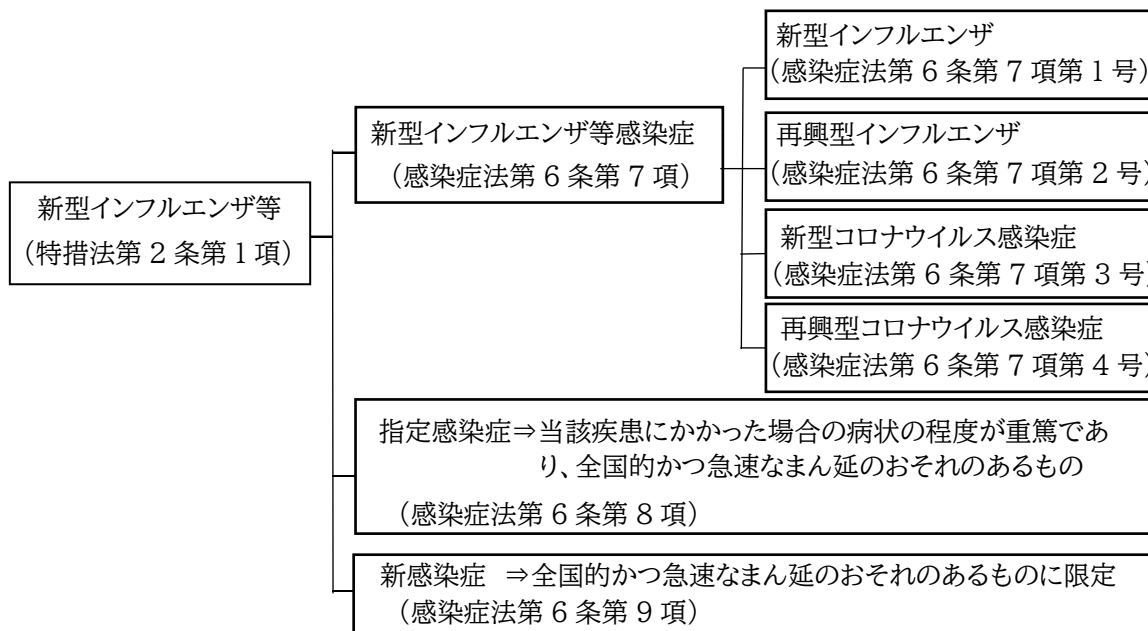 新型インフルエンザ等
（特措法第２条第１項）
新型インフルエンザ等感染症
（感染症法第６条第７項）
新型インフルエンザ
（感染症法第６条第７項第１号）
再興型インフルエンザ
（感染症法第６条第７項第２号）
新型コロナウイルス感染症
（感染症法第６条第７項第３号）
再興型コロナウイルス感染症
（感染症法第６条第７項第４号）
指定感染症⇒当該疾患にかかった場合の病状の程度が重篤であ
り、全国的かつ急速なまん延のおそれのあるもの
（感染症法第６条第８項）
新感染症　⇒全国的かつ急速なまん延のおそれのあるものに限定
（感染症法第６条第９項）